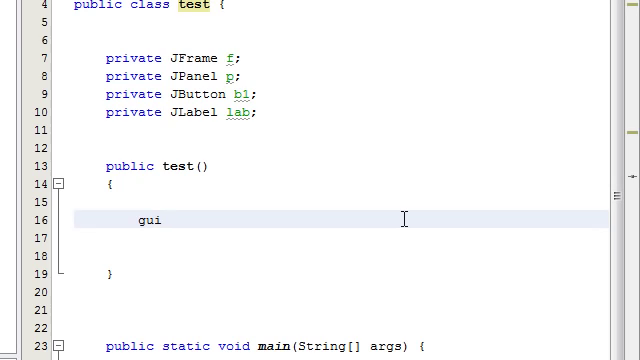 4 public class test {
5
6
7 private JFrame f;
8 private JPanel p;
9 private JButton b1;
10 private JLabel lab;
11
12
13 public test()
14 {
15
16 gui
17
18
19 }
20
21
22
23 public static void main(String[] args) {